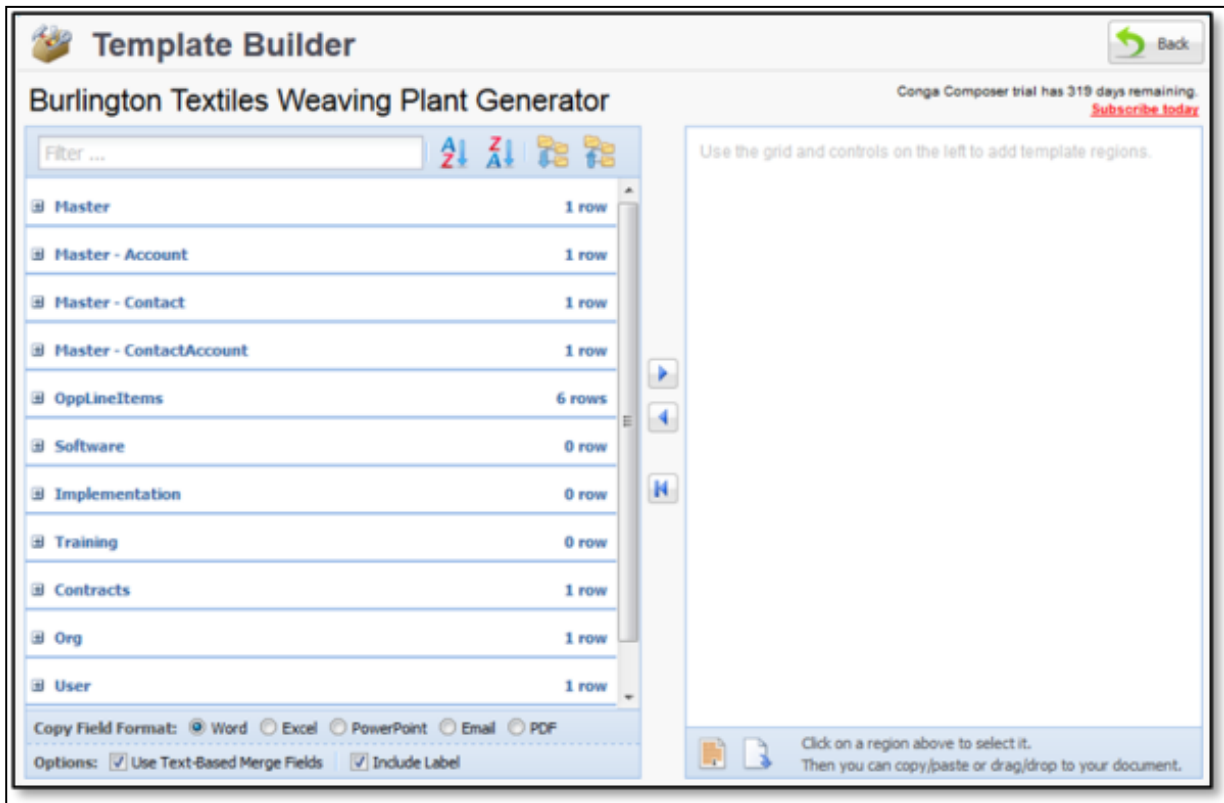 Template Builder
Back
Burlington Textiles Weaving Plant Generator
Conga Composer trial has 319 days remaining.
Subscribe today
Filter ...
Use the grid and controls on the left to add template regions.
Master 1 row
Master - Account 1 row
Master - Contact 1 row
Master - ContactAccount 1 row
OppLineItems 6 rows
Software 0 row
Implementation 0 row
Training 0 row
Contracts 1 row
Org 1 row
User 1 row
Copy Field Format: Word Excel PowerPoint Email PDF
Options: Use Text-Based Merge Fields Include Label
Click on a region above to select it.
Then you can copy/paste or drag/drop to your document.